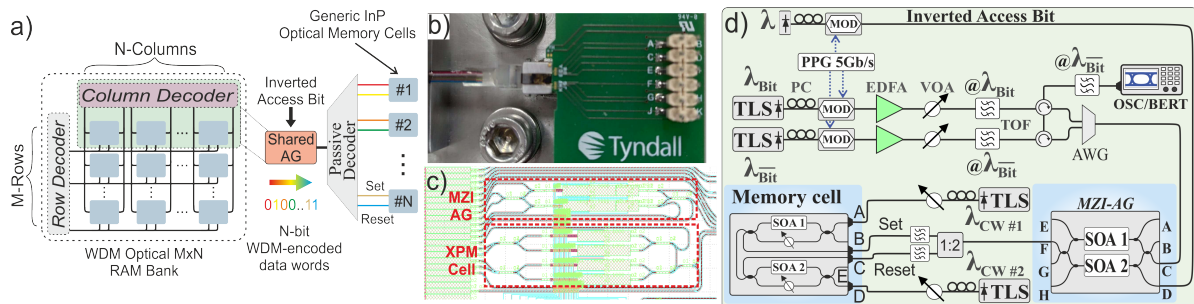 a)
N-Columns
Column Decoder
M-Rows
Row Decoder
WDM Optical MxN
RAM Bank
Inverted
Access Bit
Shared
AG
0100..11
N-bit
WDM-encoded
data words
Passive
Decoder
Generic InP
Optical Memory Cells
#1
#2
#N
Set
Reset
b)
94V-0
A
B
C
E
F
G
J
K
Tyndall
c)
MZI
AG
XPM
Cell
d)
λ
MOD
Inverted Access Bit
PPG 5Gb/s
λBit
PC
EDFA
VOA
@λBit
@λBit
TLS
MOD
OSC/BERT
TLS
MOD
TOF
AWG
λBit
@λBit
Memory cell
SOA 1
SOA 2
A
B
C
E
D
Set
Reset
1:2
TLS
λCW #1
λCW #2
TLS
MZI-AG
E
F
G
H
SOA 1
SOA 2
A
B
C
D